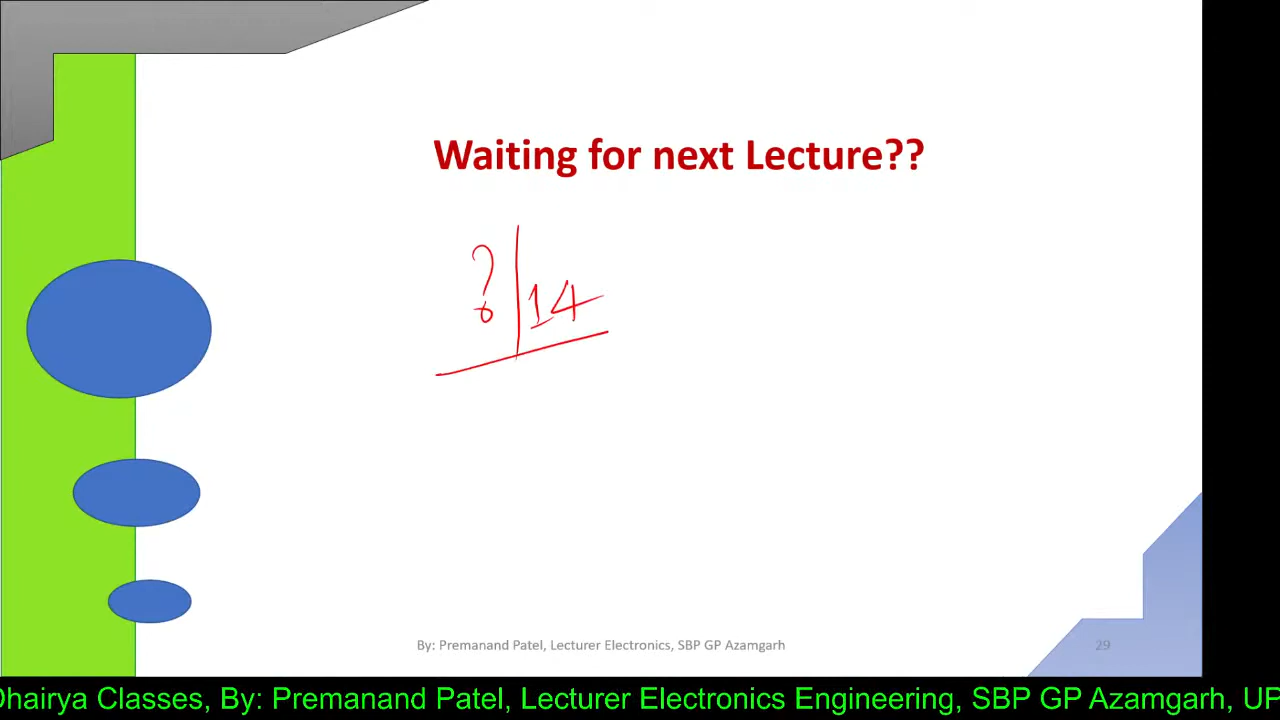 Waiting for next Lecture??
? 14
By: Premanand Patel, Lecturer Electronics, SBP GP Azamgarh
29
Dhairya Classes, By: Premanand Patel, Lecturer Electronics Engineering, SBP GP Azamgarh, UP